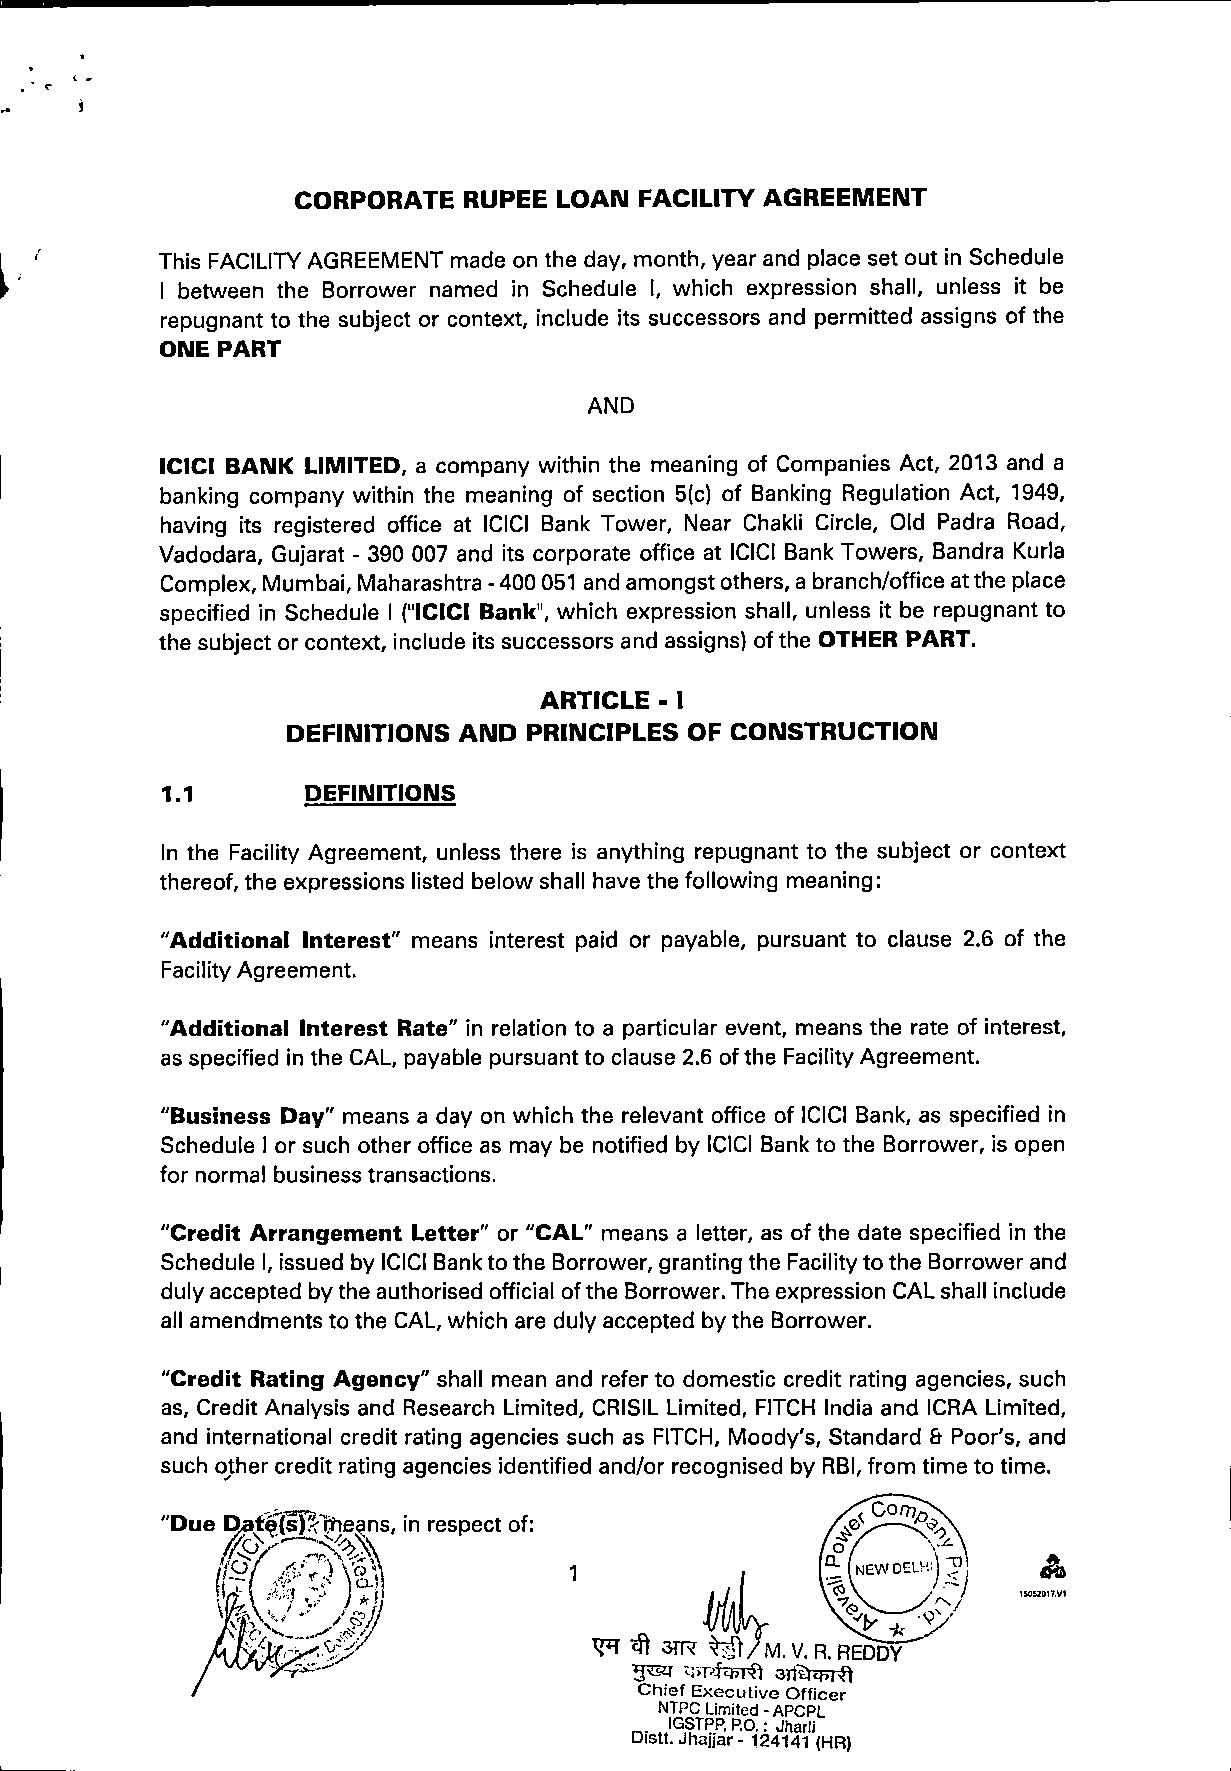 CORPORATE RUPEE LOAN FACILITY AGREEMENT
This FACILITY AGREEMENT made on the day, month, year and place set out in Schedule
I between the Borrower named in Schedule I, which expression shall, unless it be
repugnant to the subject or context, include its successors and permitted assigns of the
ONE PART
AND
ICICI BANK LIMITED, a company within the meaning of Companies Act, 2013 and a
banking company within the meaning of section 5(c) of Banking Regulation Act, 1949,
having its registered office at ICICI Bank Tower, Near Chakli Circle, Old Padra Road,
Vadodara, Gujarat - 390 007 and its corporate office at ICICI Bank Towers, Bandra Kurla
Complex, Mumbai, Maharashtra - 400 051 and amongst others, a branch/office at the place
specified in Schedule I ("ICICI Bank", which expression shall, unless it be repugnant to
the subject or context, include its successors and assigns) of the OTHER PART.
ARTICLE - I
DEFINITIONS AND PRINCIPLES OF CONSTRUCTION
1.1 DEFINITIONS
In the Facility Agreement, unless there is anything repugnant to the subject or context
thereof, the expressions listed below shall have the following meaning:
"Additional Interest" means interest paid or payable, pursuant to clause 2.6 of the
Facility Agreement.
"Additional Interest Rate" in relation to a particular event, means the rate of interest,
as specified in the CAL, payable pursuant to clause 2.6 of the Facility Agreement.
"Business Day" means a day on which the relevant office of ICICI Bank, as specified in
Schedule I or such other office as may be notified by ICICI Bank to the Borrower, is open
for normal business transactions.
"Credit Arrangement Letter" or "CAL" means a letter, as of the date specified in the
Schedule I, issued by ICICI Bank to the Borrower, granting the Facility to the Borrower and
duly accepted by the authorised official of the Borrower. The expression CAL shall include
all amendments to the CAL, which are duly accepted by the Borrower.
"Credit Rating Agency" shall mean and refer to domestic credit rating agencies, such
as, Credit Analysis and Research Limited, CRISIL Limited, FITCH India and ICRA Limited,
and international credit rating agencies such as FITCH, Moody's, Standard & Poor's, and
such other credit rating agencies identified and/or recognised by RBI, from time to time.
"Due Date(s)" means, in respect of:
ICICI Limited
1
Aravali Power Company Pvt. Ltd.
NEW DELHI
15052017.V1
एम वी आर रेड्डी / M. V. R. REDDY
मुख्य कार्यकारी अधिकारी
Chief Executive Officer
NTPC Limited - APCPL
IGSTPP, P.O. : Jharli
Distt. Jhajjar - 124141 (HR)